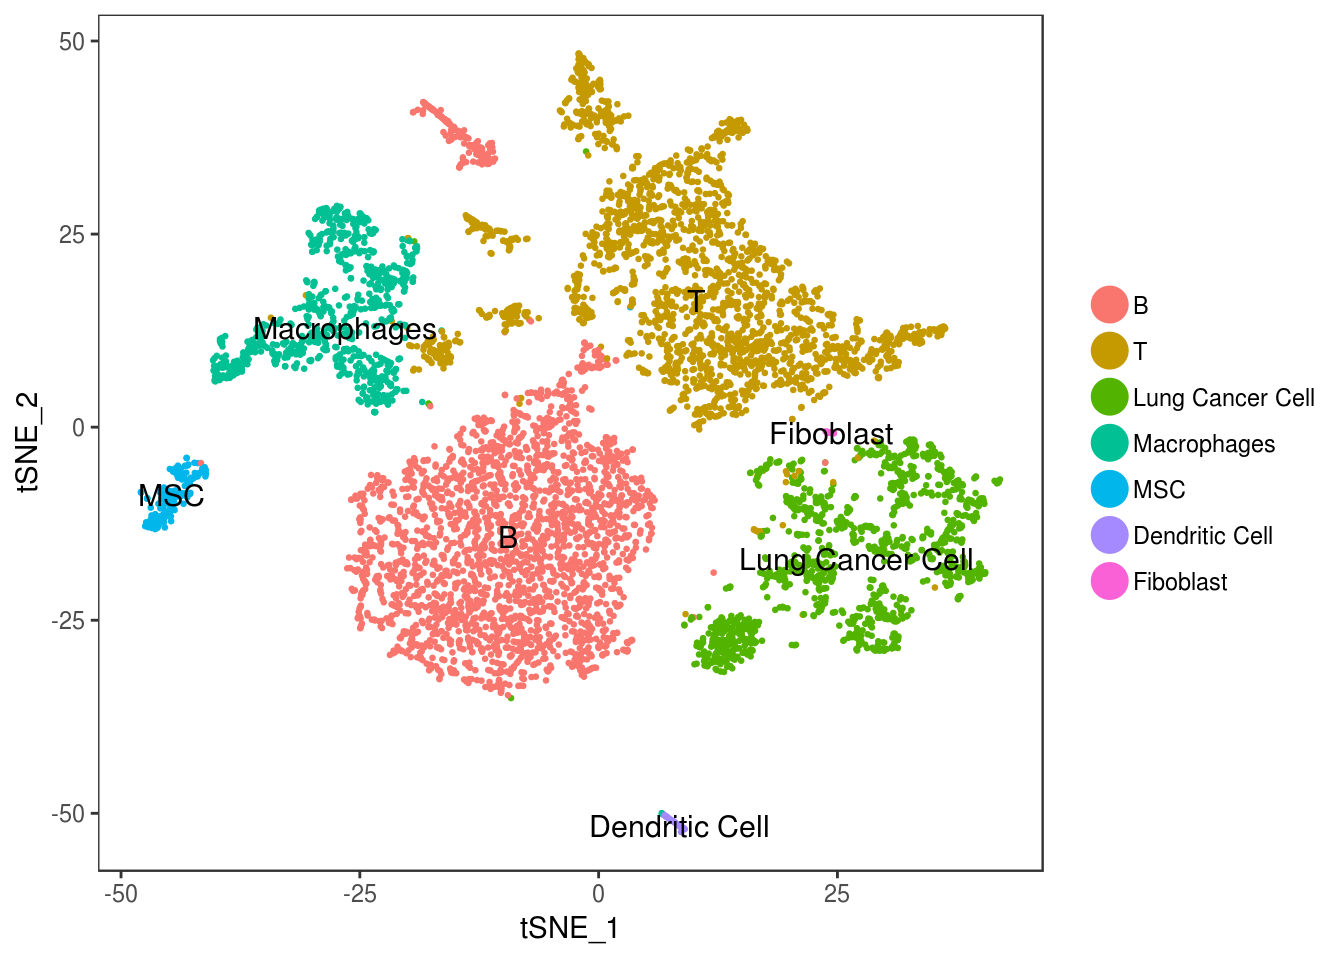 50
25
0
-25
-50
tSNE_2
-50
-25
0
25
tSNE_1
T
Macrophages
Fiboblast
MSC
B
Lung Cancer Cell
Dendritic Cell
B
T
Lung Cancer Cell
Macrophages
MSC
Dendritic Cell
Fiboblast